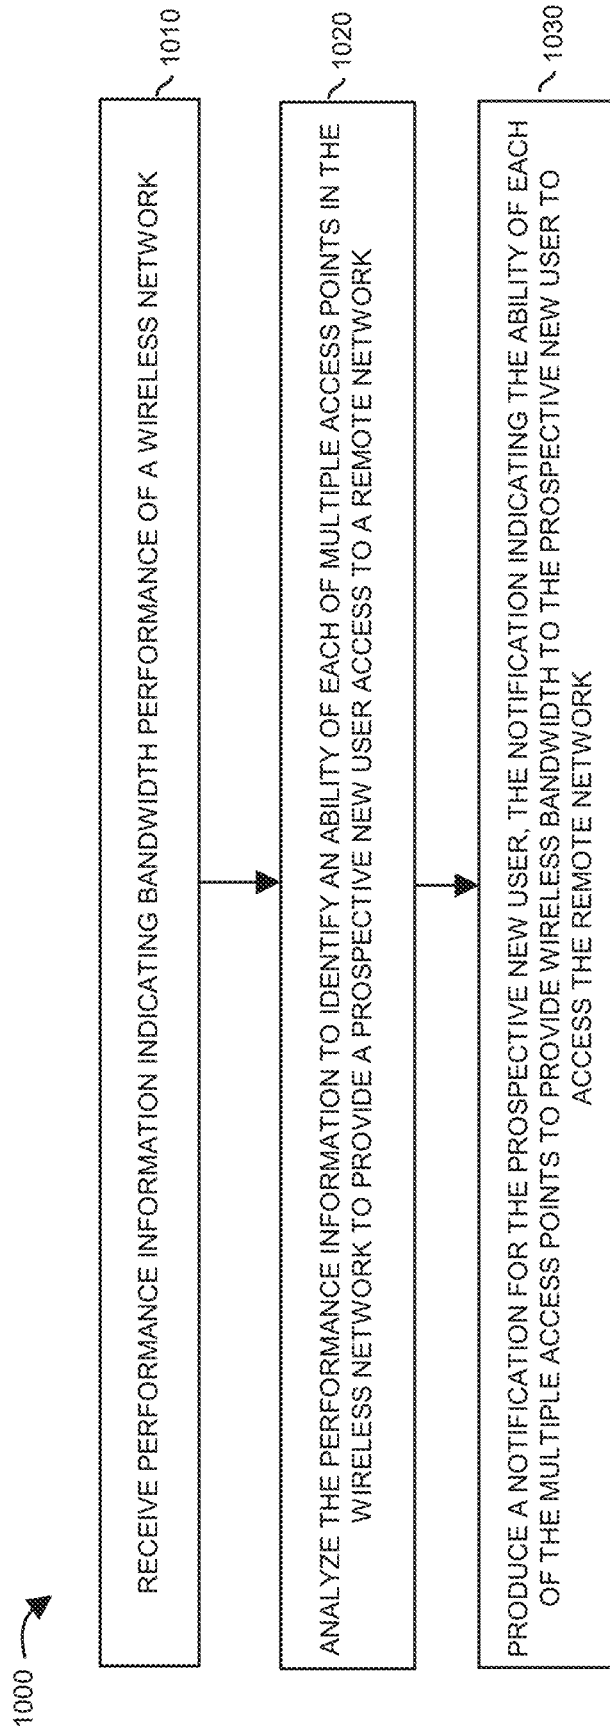 1000
RECEIVE PERFORMANCE INFORMATION INDICATING BANDWIDTH PERFORMANCE OF A WIRELESS NETWORK
1010
ANALYZE THE PERFORMANCE INFORMATION TO IDENTIFY AN ABILITY OF EACH OF MULTIPLE ACCESS POINTS IN THE
WIRELESS NETWORK TO PROVIDE A PROSPECTIVE NEW USER ACCESS TO A REMOTE NETWORK
1020
PRODUCE A NOTIFICATION FOR THE PROSPECTIVE NEW USER, THE NOTIFICATION INDICATING THE ABILITY OF EACH
OF THE MULTIPLE ACCESS POINTS TO PROVIDE WIRELESS BANDWIDTH TO THE PROSPECTIVE NEW USER TO
ACCESS THE REMOTE NETWORK
1030